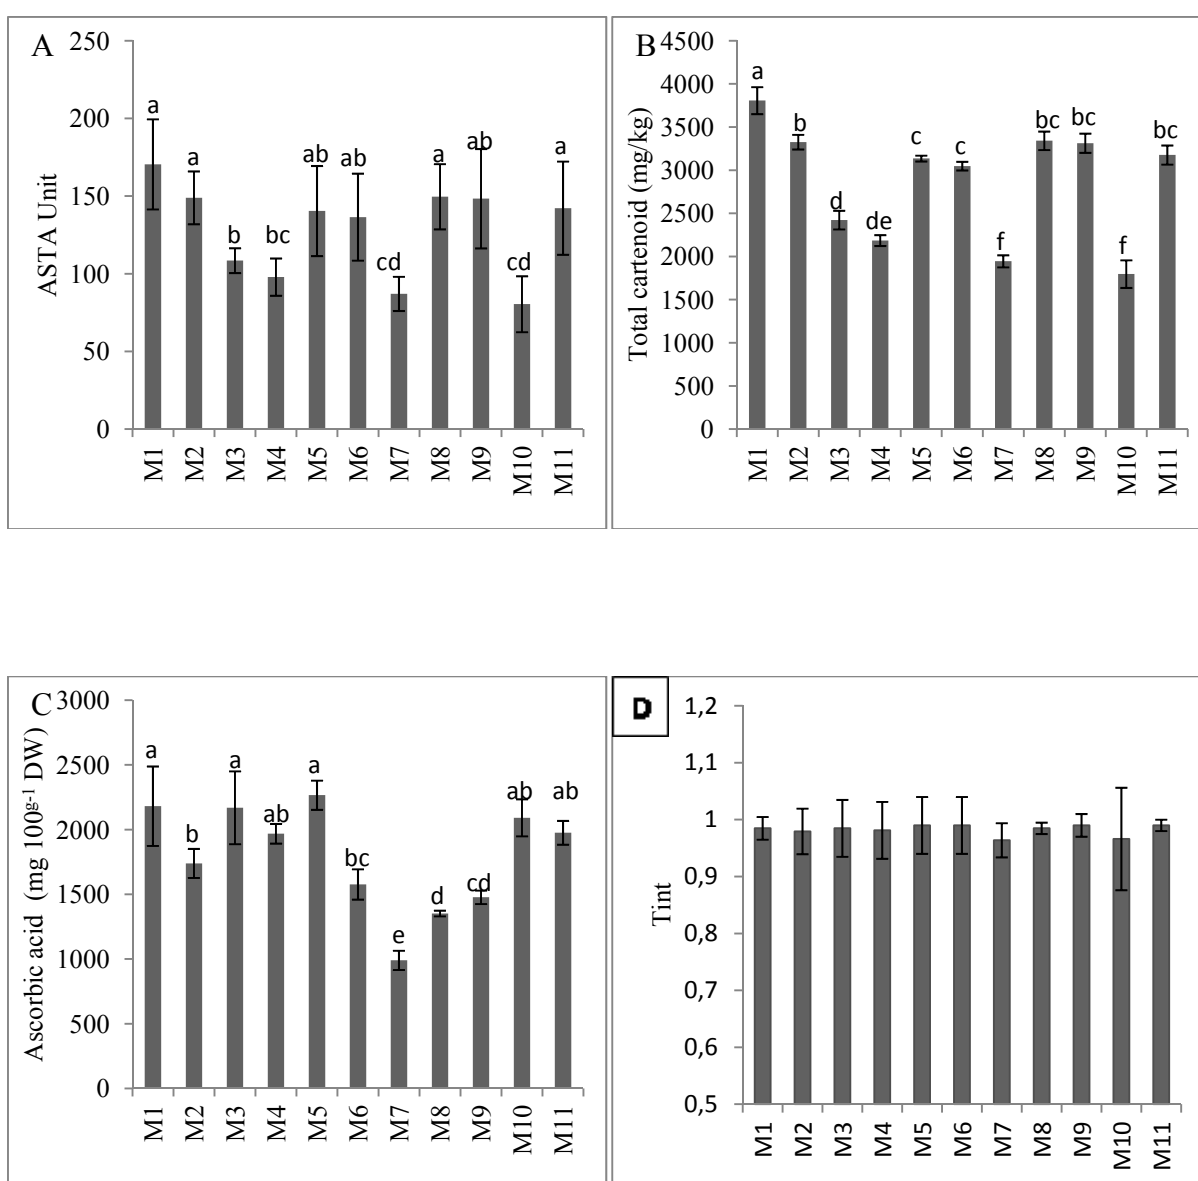 A
250
200
150
100
50
0
ASTA Unit
a
a
b
bc
ab
ab
cd
a
ab
cd
a
M1
M2
M3
M4
M5
M6
M7
M8
M9
M10
M11
B
4500
4000
3500
3000
2500
2000
1500
1000
500
0
Total cartenoid (mg/kg)
a
b
d
de
c
c
f
bc
bc
f
bc
M1
M2
M3
M4
M5
M6
M7
M8
M9
M10
M11
C
3000
2500
2000
1500
1000
500
0
Ascorbic acid (mg 100g-1 DW)
a
b
a
ab
a
bc
e
d
cd
ab
ab
M1
M2
M3
M4
M5
M6
M7
M8
M9
M10
M11
D
1,2
1,1
1
0,9
0,8
0,7
0,6
0,5
Tint
M1
M2
M3
M4
M5
M6
M7
M8
M9
M10
M11